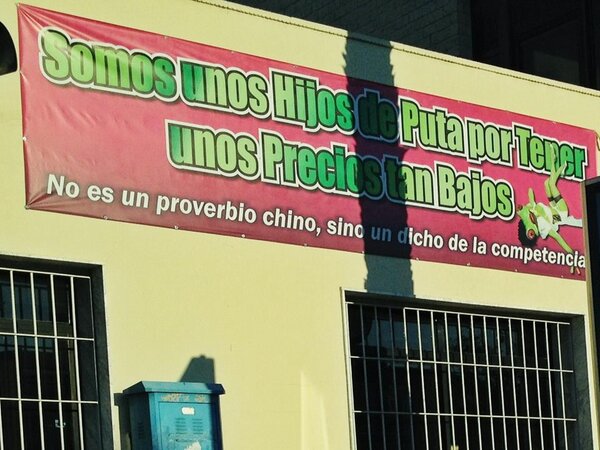 Somos unos Hijos de Puta por Tener
unos Precios tan Bajos
No es un proverbio chino, sino un dicho de la competencia